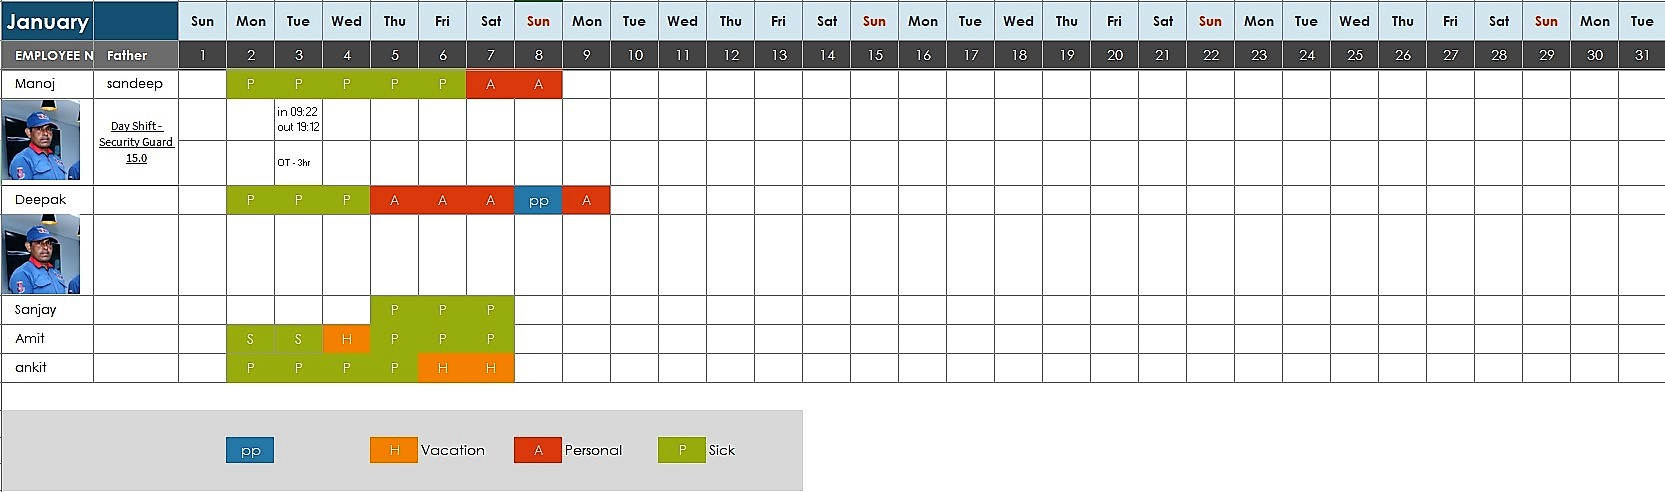 January Sun Mon Tue Wed Thu Fri Sat Sun Mon Tue Wed Thu Fri Sat Sun Mon Tue Wed Thu Fri Sat Sun Mon Tue Wed Thu Fri Sat Sun Mon Tue
EMPLOYEE N Father 1 2 3 4 5 6 7 8 9 10 11 12 13 14 15 16 17 18 19 20 21 22 23 24 25 26 27 28 29 30 31
Manoj sandeep P P P P P A A
in 09:22
out 19:12
Day Shift -
Security Guard
15.0
OT - 3hr
Deepak P P P A A A pp A
Sanjay P P P
Amit S S H P P P
ankit P P P P H H
pp H Vacation A Personal P Sick